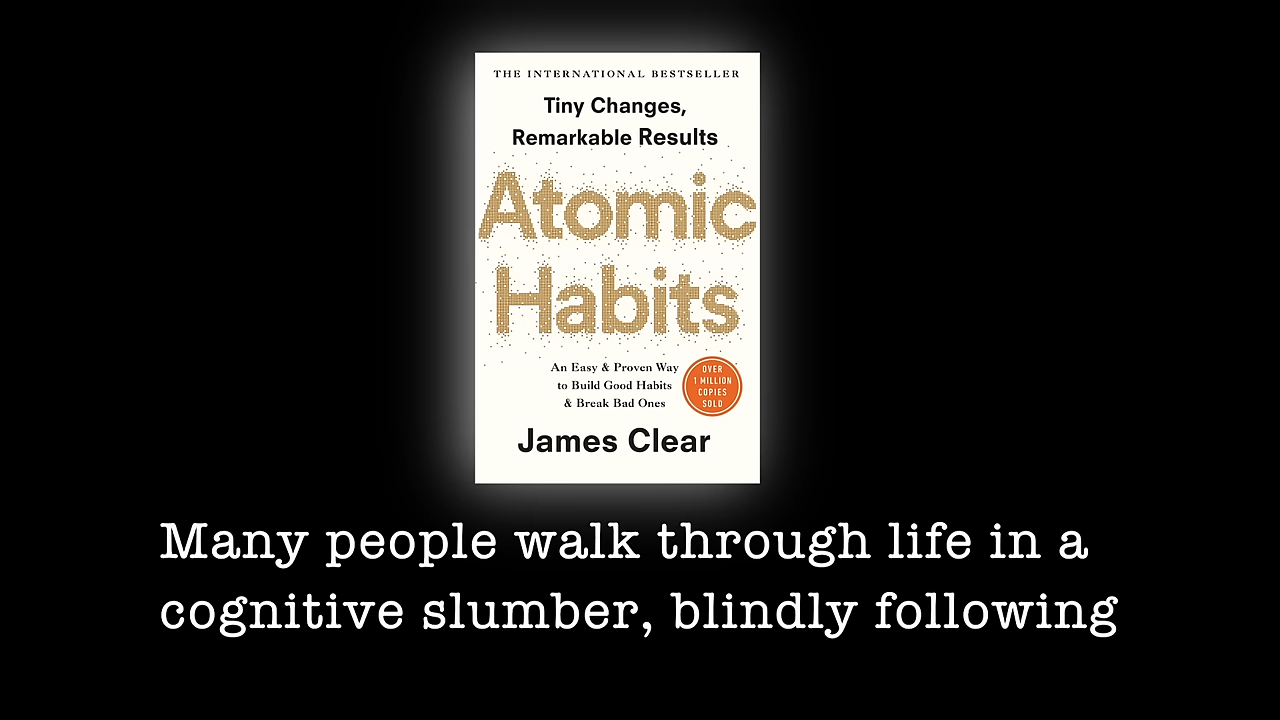 THE INTERNATIONAL BESTSELLER
Tiny Changes,
Remarkable Results
Atomic
Habits
An Easy & Proven Way
to Build Good Habits
& Break Bad Ones
OVER
1 MILLION
COPIES
SOLD
James Clear
Many people walk through life in a
cognitive slumber, blindly following